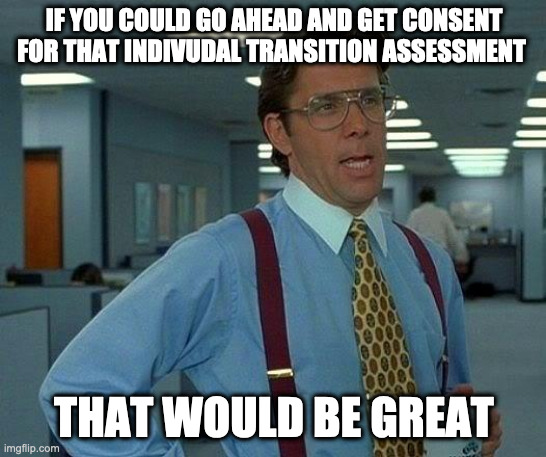 IF YOU COULD GO AHEAD AND GET CONSENT
FOR THAT INDIVUDAL TRANSITION ASSESSMENT
THAT WOULD BE GREAT
imgflip.com